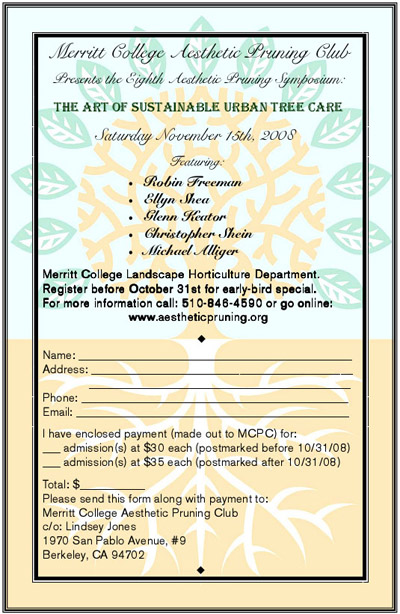 Merritt College Aesthetic Pruning Club
Presents the Eighth Aesthetic Pruning Symposium:
THE ART OF SUSTAINABLE URBAN TREE CARE
Saturday November 15th, 2008
Featuring:
• Robin Freeman
• Ellyn Shea
• Glenn Keator
• Christopher Shein
• Michael Alliger
Merritt College Landscape Horticulture Department.
Register before October 31st for early-bird special.
For more information call: 510-846-4590 or go online:
www.aestheticpruning.org
Name:
Address:
Phone:
Email:
I have enclosed payment (made out to MCPC) for:
___ admission(s) at $30 each (postmarked before 10/31/08)
___ admission(s) at $35 each (postmarked after 10/31/08)
Total: $__________
Please send this form along with payment to:
Merritt College Aesthetic Pruning Club
c/o: Lindsey Jones
1970 San Pablo Avenue, #9
Berkeley, CA 94702